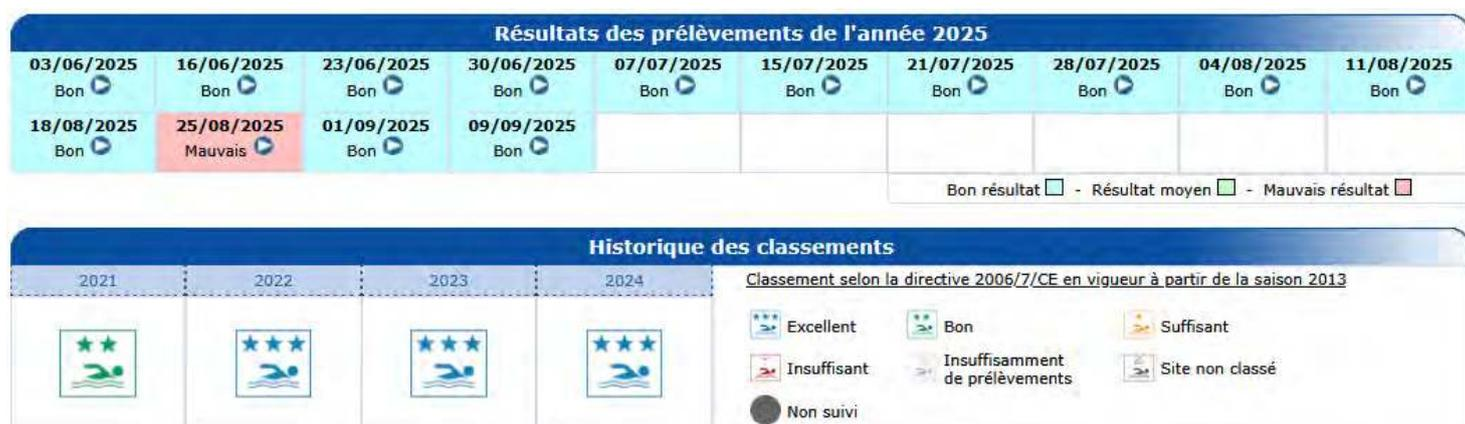 Résultats des prélèvements de l'année 2025
03/06/2025 16/06/2025 23/06/2025 30/06/2025 07/07/2025 15/07/2025 21/07/2025 28/07/2025 04/08/2025 11/08/2025
Bon Bon Bon Bon Bon Bon Bon Bon Bon Bon
18/08/2025 25/08/2025 01/09/2025 09/09/2025
Bon Mauvais Bon Bon
Bon résultat - Résultat moyen - Mauvais résultat
Historique des classements
2021 2022 2023 2024
Classement selon la directive 2006/7/CE en vigueur à partir de la saison 2013
Excellent Bon Suffisant
Insuffisant Insuffisamment de prélèvements Site non classé
Non suivi